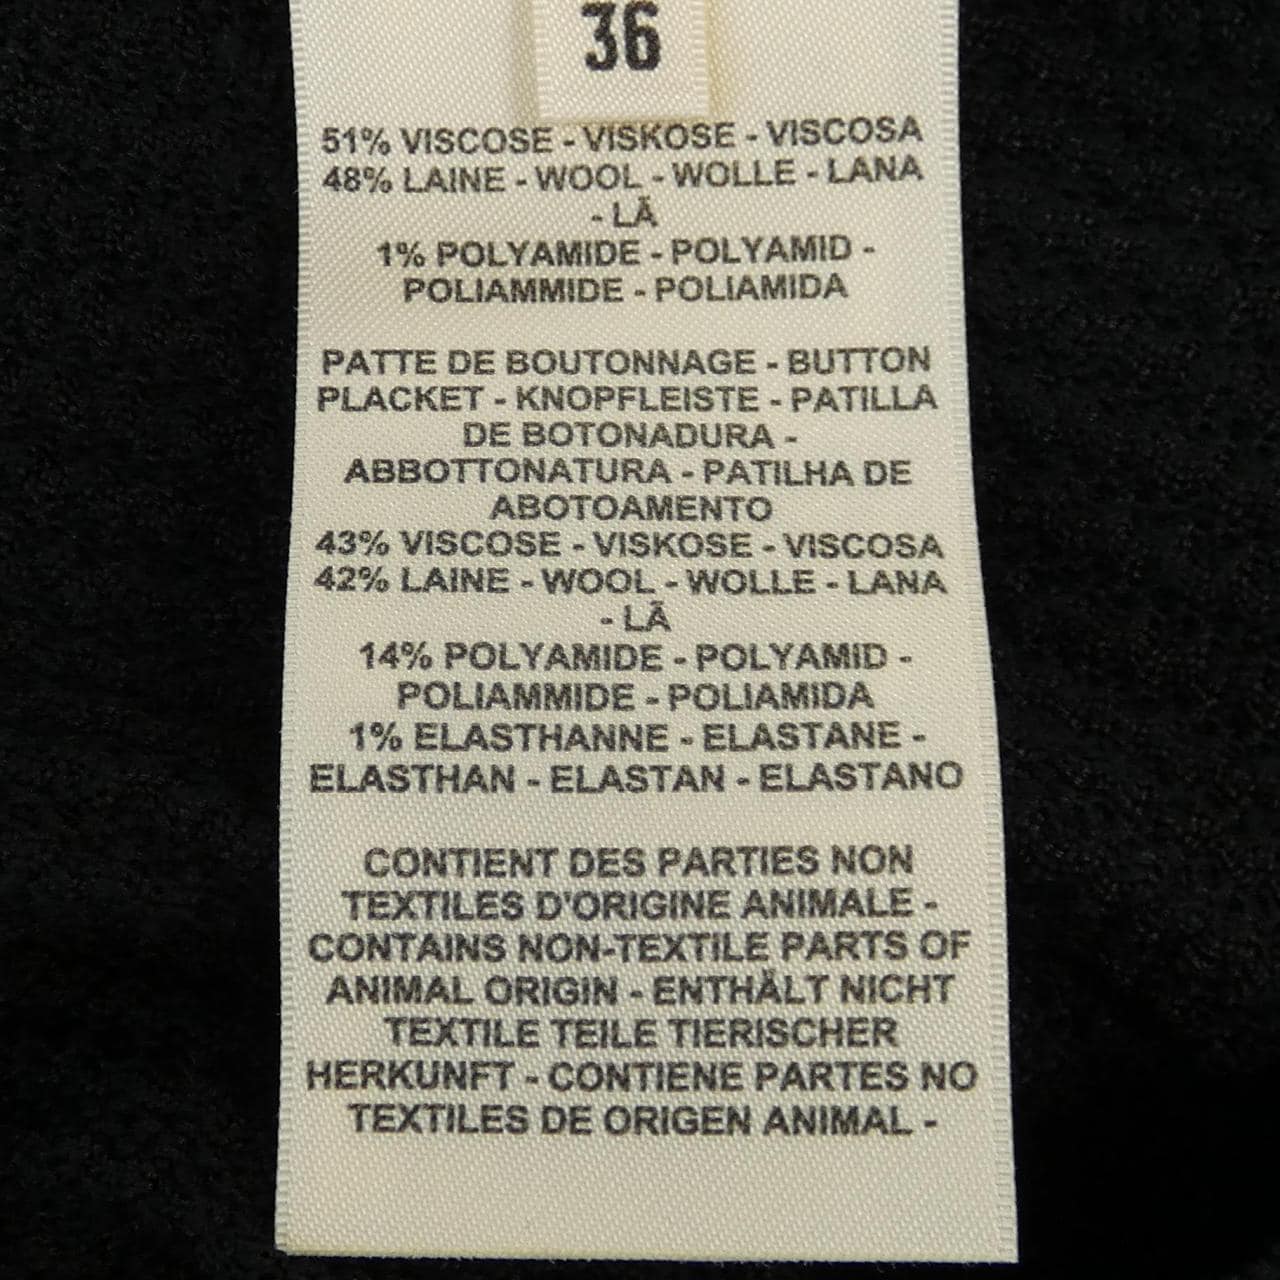 36
51% VISCOSE - VISKOSE - VISCOSA
48% LAINE - WOOL - WOLLE - LANA
- LÃ
1% POLYAMIDE - POLYAMID -
POLIAMMIDE - POLIAMIDA
PATTE DE BOUTONNAGE - BUTTON
PLACKET - KNOPFLEISTE - PATILLA
DE BOTONADURA -
ABBOTTONATURA - PATILHA DE
ABOTOAMENTO
43% VISCOSE - VISKOSE - VISCOSA
42% LAINE - WOOL - WOLLE - LANA
- LÃ
14% POLYAMIDE - POLYAMID -
POLIAMMIDE - POLIAMIDA
1% ELASTHANNE - ELASTANE -
ELASTHAN - ELASTAN - ELASTANO
CONTIENT DES PARTIES NON
TEXTILES D'ORIGINE ANIMALE -
CONTAINS NON-TEXTILE PARTS OF
ANIMAL ORIGIN - ENTHÄLT NICHT
TEXTILE TEILE TIERISCHER
HERKUNFT - CONTIENE PARTES NO
TEXTILES DE ORIGEN ANIMAL -